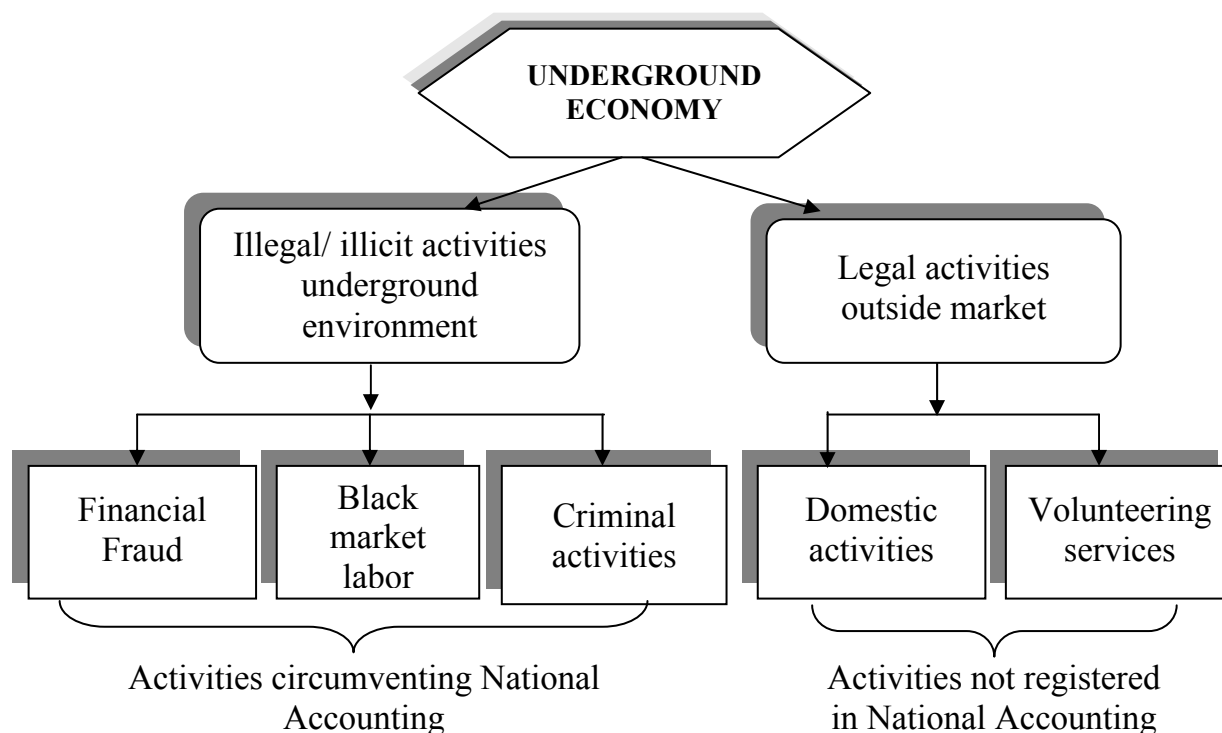 UNDERGROUND
ECONOMY
Illegal/ illicit activities
underground
environment
Legal activities
outside market
Financial
Fraud
Black
market
labor
Criminal
activities
Domestic
activities
Volunteering
services
Activities circumventing National
Accounting
Activities not registered
in National Accounting